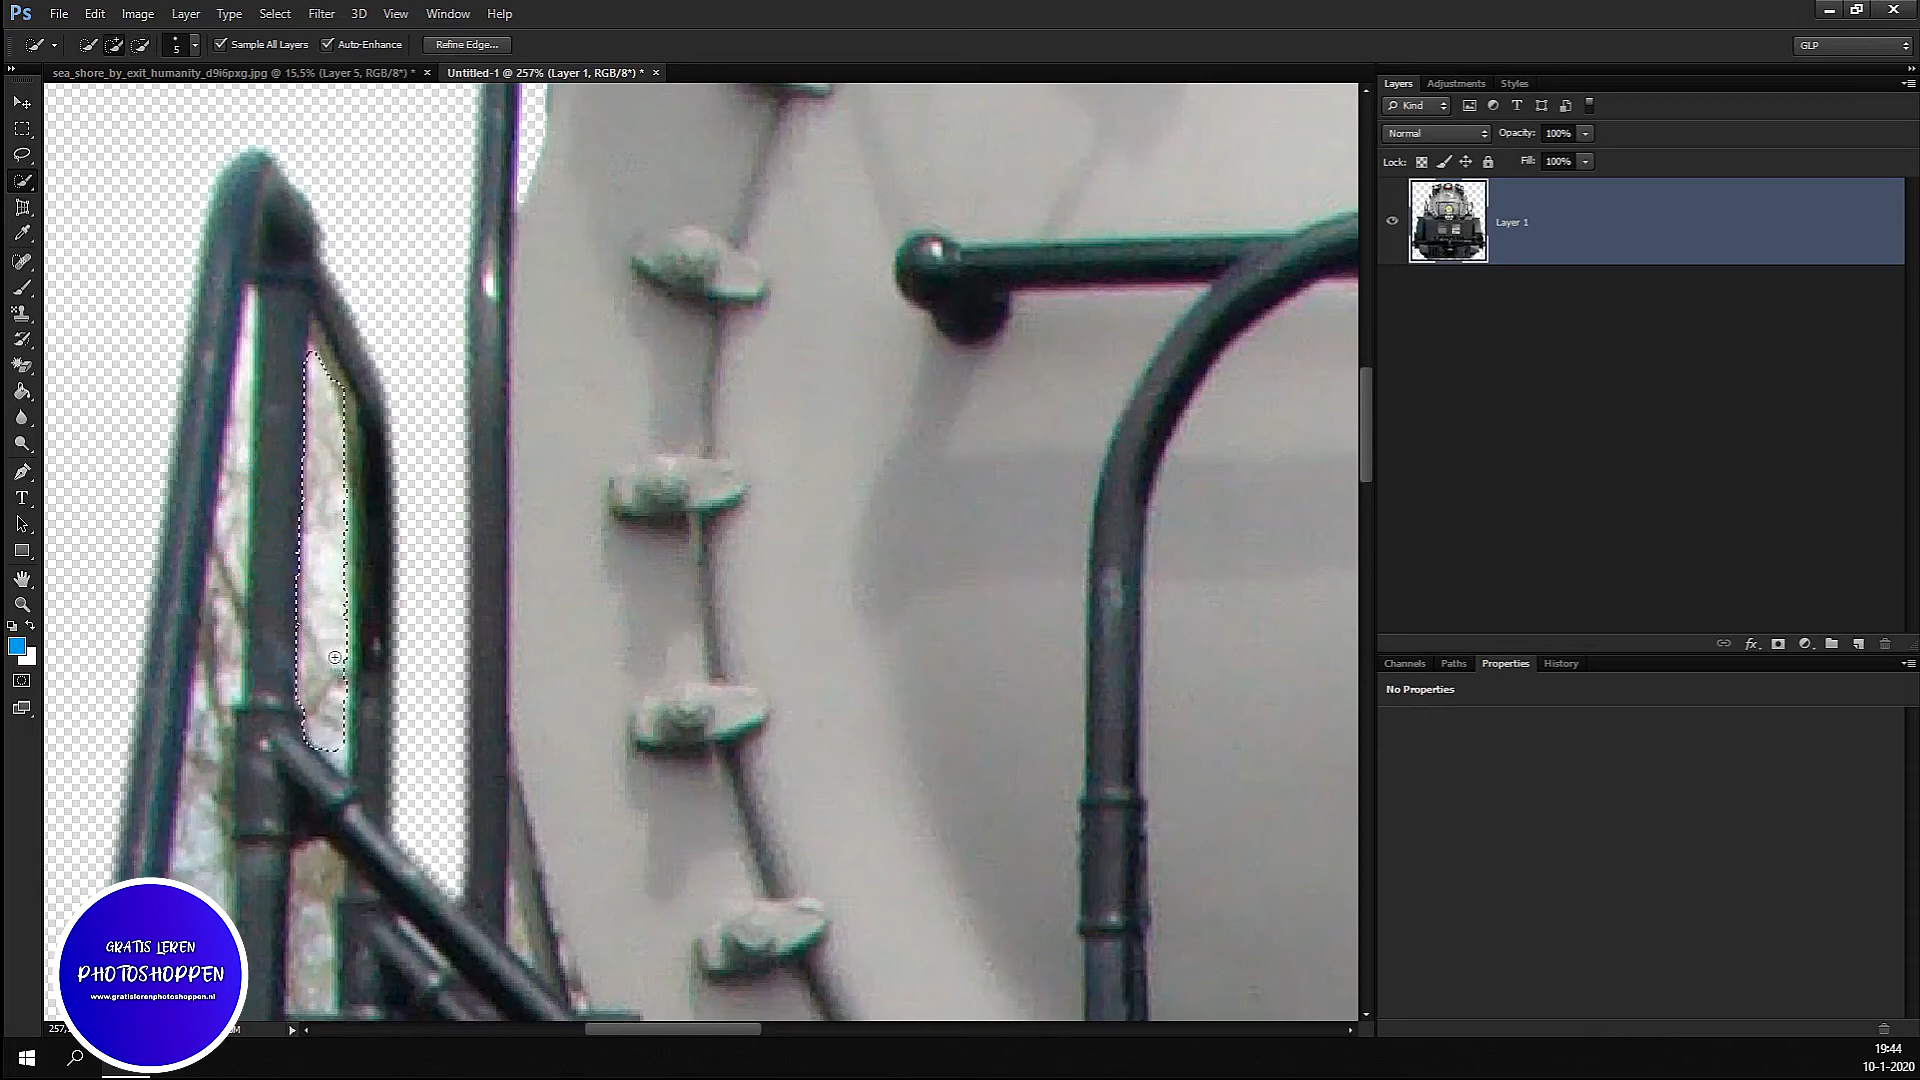 Ps File Edit Image Layer Type Select Filter 3D View Window Help
5 Sample All Layers Auto-Enhance Refine Edge... GLP
sea_shore_by_exit_humanity_d9i6pxg.jpg @ 15,5% (Layer 5, RGB/8*) * × Untitled-1 @ 257% (Layer 1, RGB/8*) * ×
Layers Adjustments Styles
Kind
Normal Opacity: 100%
Lock: Fill: 100%
Layer 1
Channels Paths Properties History
No Properties
GRATIS LEREN
PHOTOSHOPPEN
www.gratislerenphotoshoppen.nl
19:44
10-1-2020